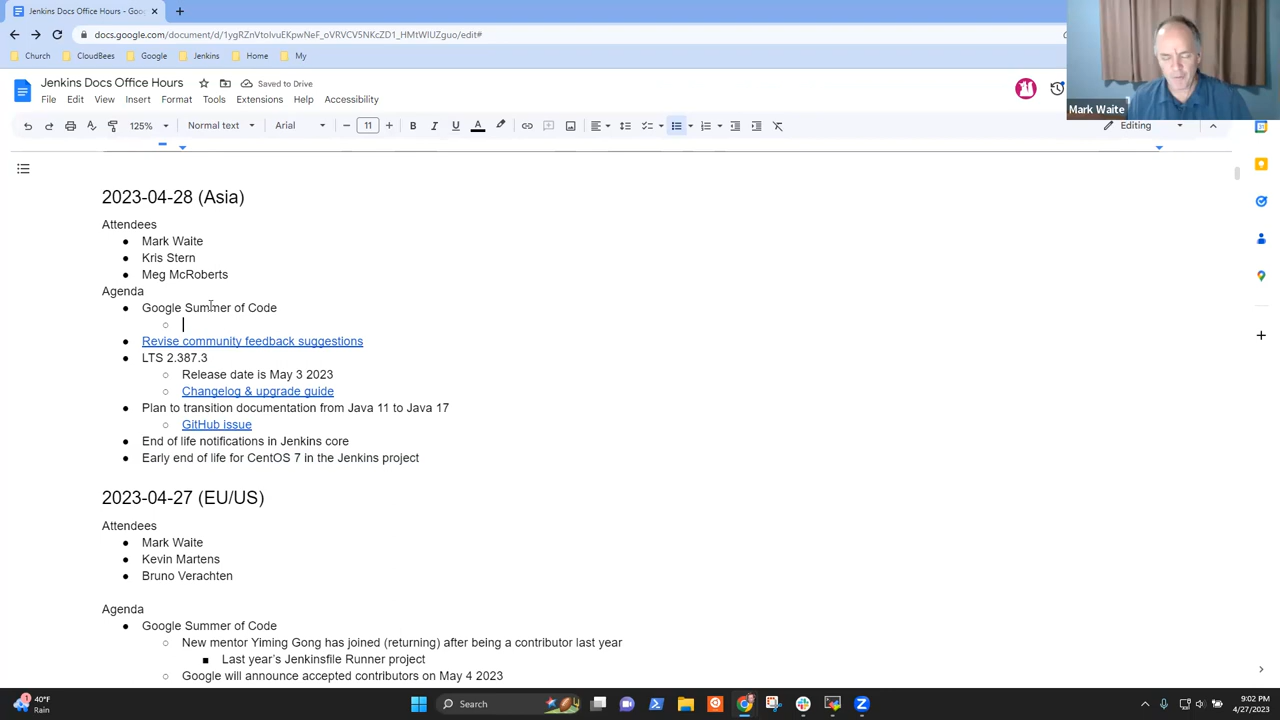 Jenkins Docs Office Hours - Goo
docs.google.com/document/d/1ygRZnVtoIvuEKpwNeF_oVRVCV5NKcZD1_HMtWIUZguo/edit#
Church CloudBees Google Jenkins Home My
Jenkins Docs Office Hours Saved to Drive
File Edit View Insert Format Tools Extensions Help Accessibility
125% Normal text Arial 11 Editing
Mark Waite
2023-04-28 (Asia)
Attendees
Mark Waite
Kris Stern
Meg McRoberts
Agenda
Google Summer of Code
Revise community feedback suggestions
LTS 2.387.3
Release date is May 3 2023
Changelog & upgrade guide
Plan to transition documentation from Java 11 to Java 17
GitHub issue
End of life notifications in Jenkins core
Early end of life for CentOS 7 in the Jenkins project
2023-04-27 (EU/US)
Attendees
Mark Waite
Kevin Martens
Bruno Verachten
Agenda
Google Summer of Code
New mentor Yiming Gong has joined (returning) after being a contributor last year
Last year's Jenkinsfile Runner project
Google will announce accepted contributors on May 4 2023
40°F
Rain
Search
9:02 PM
4/27/2023